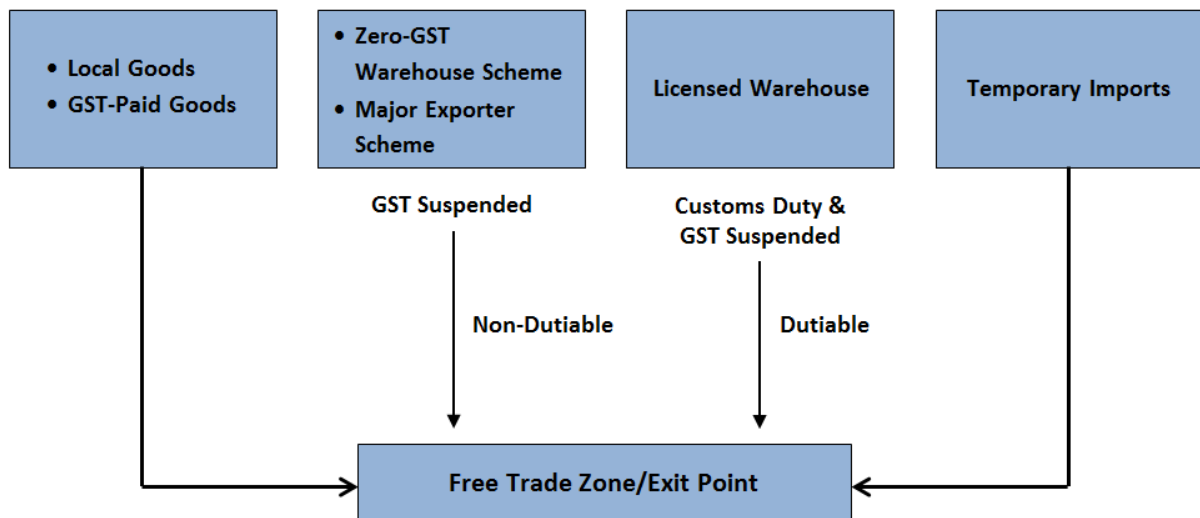 • Local Goods
• GST-Paid Goods
• Zero-GST
Warehouse Scheme
• Major Exporter
Scheme
Licensed Warehouse
Temporary Imports
GST Suspended
Customs Duty &
GST Suspended
Non-Dutiable
Dutiable
Free Trade Zone/Exit Point